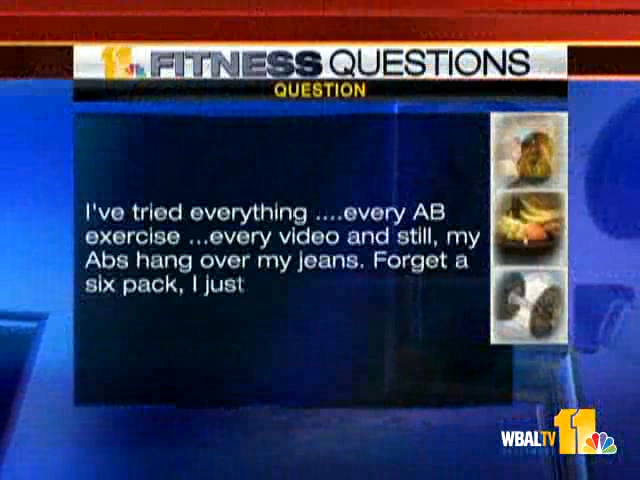 11 FITNESS QUESTIONS
QUESTION
I've tried everything ....every AB
exercise ...every video and still, my
Abs hang over my jeans. Forget a
six pack, I just
WBALTV 11